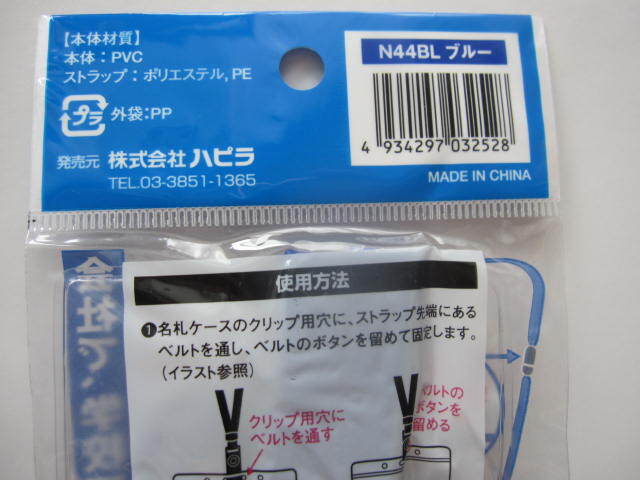 【本体材質】
本体：PVC
ストラップ：ポリエステル, PE
プラ 外袋：PP
発売元 株式会社 ハピラ
TEL.03-3851-1365
N44BL ブルー
4 934297 032528
MADE IN CHINA
使用方法
❶名札ケースのクリップ用穴に、ストラップ先端にある
ベルトを通し、ベルトのボタンを留めて固定します。
(イラスト参照)
クリップ用穴に
ベルトを通す
ベルトの
ボタンを
留める